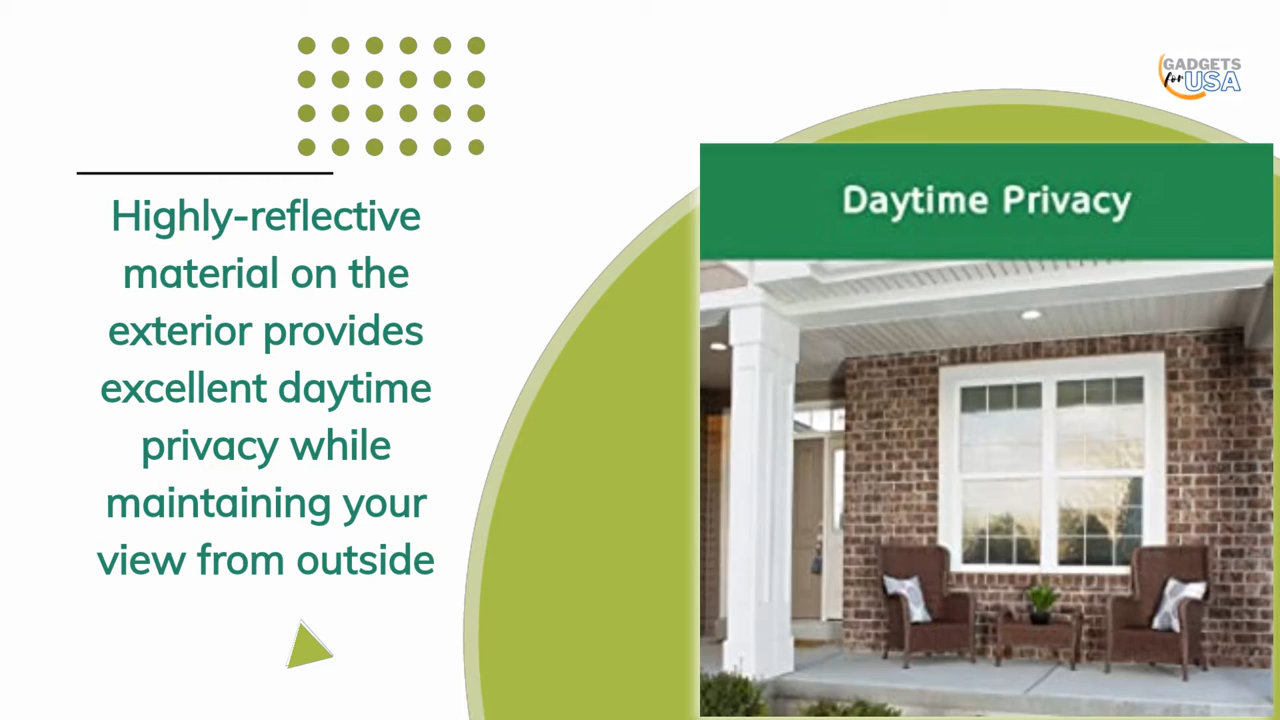 GADGETS
for USA
Daytime Privacy
Highly-reflective
material on the
exterior provides
excellent daytime
privacy while
maintaining your
view from outside